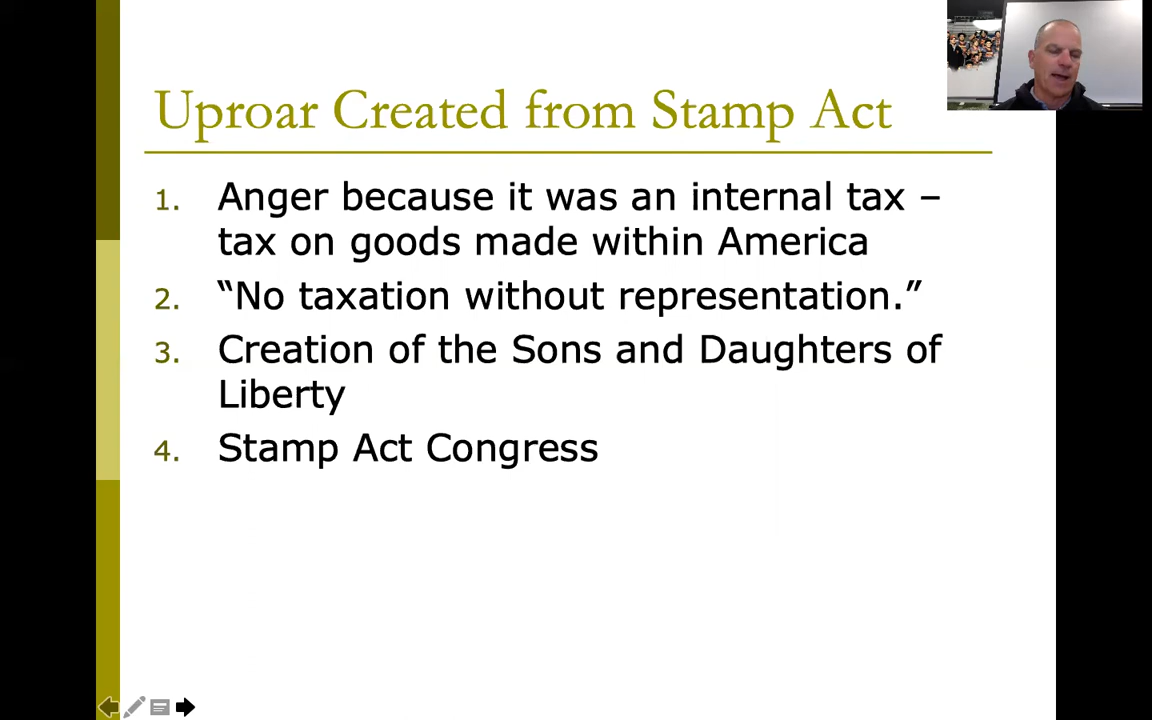 Uproar Created from Stamp Act
1. Anger because it was an internal tax –
tax on goods made within America
2. “No taxation without representation.”
3. Creation of the Sons and Daughters of
Liberty
4. Stamp Act Congress